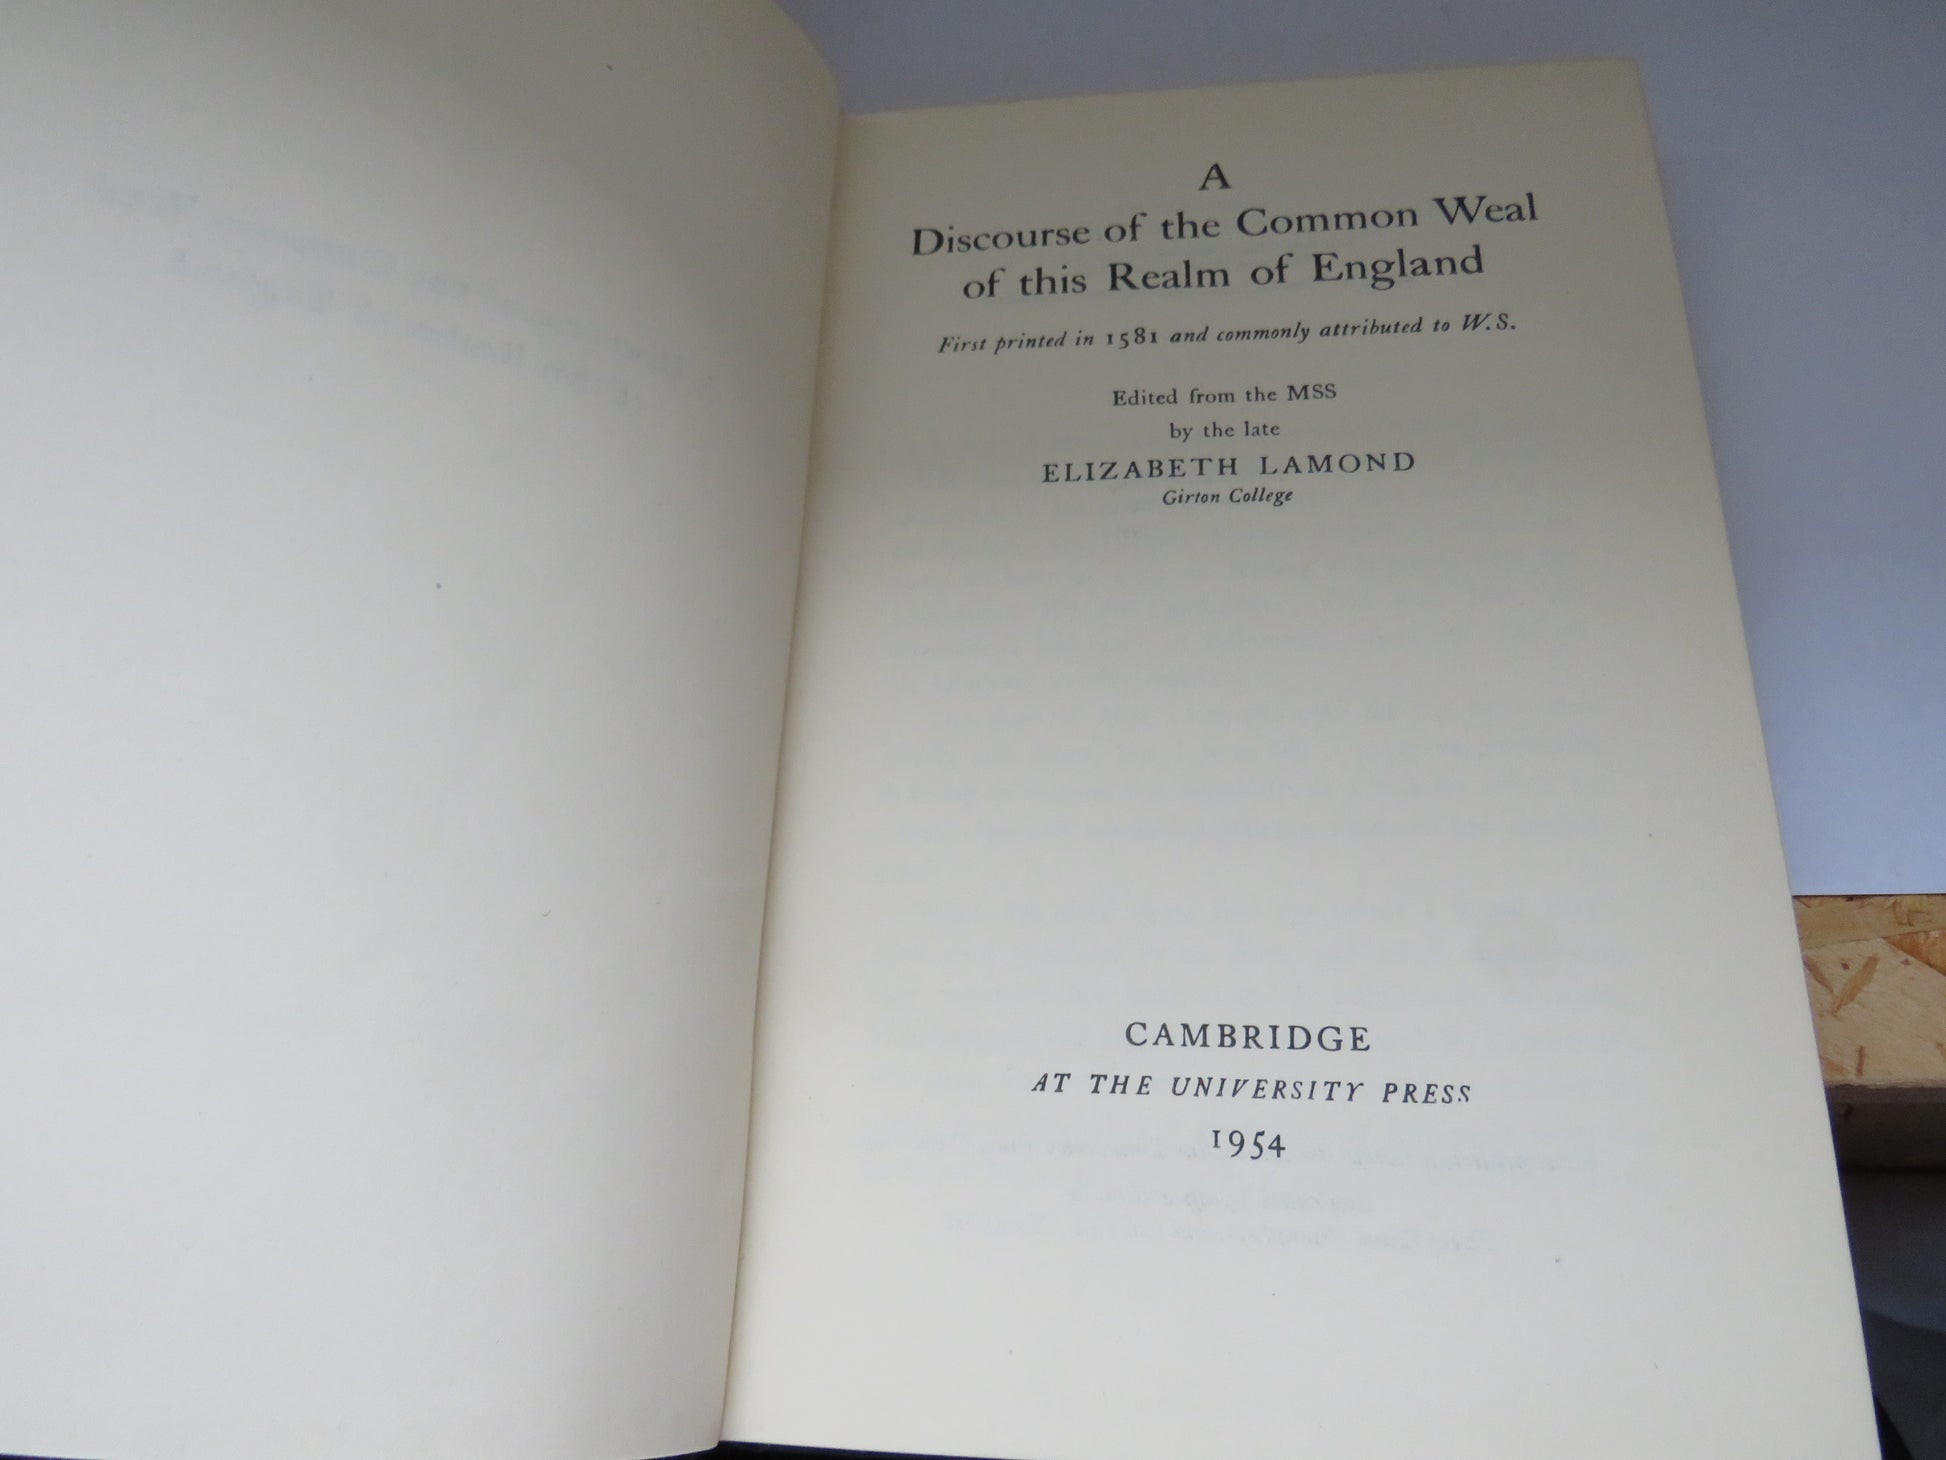 A
Discourse of the Common Weal
of this Realm of England
First printed in 1581 and commonly attributed to W.S.
Edited from the MSS
by the late
ELIZABETH LAMOND
Girton College
CAMBRIDGE
AT THE UNIVERSITY PRESS
1954